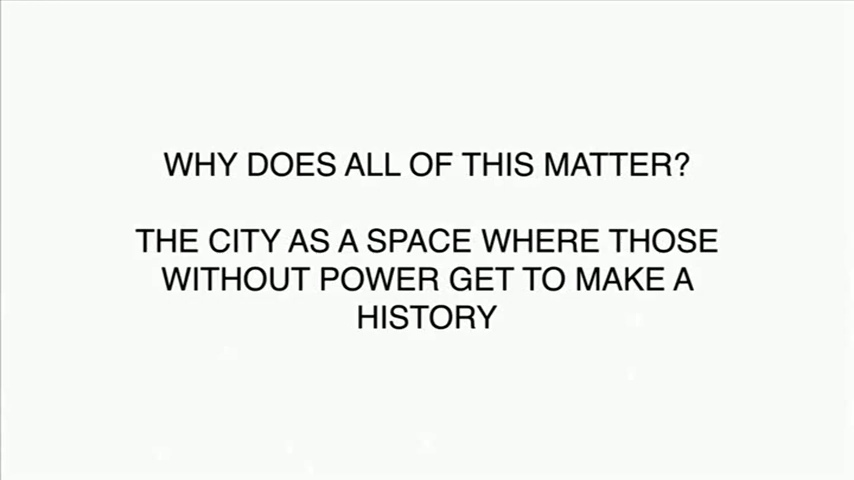 WHY DOES ALL OF THIS MATTER?
THE CITY AS A SPACE WHERE THOSE
WITHOUT POWER GET TO MAKE A
HISTORY